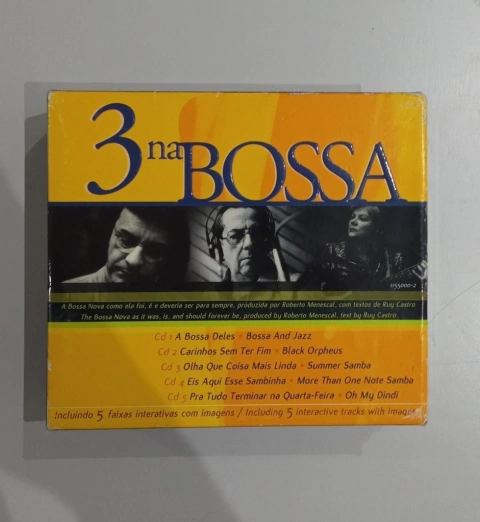 3 na BOSSA
1155000-2
A Bossa Nova como ela foi, é e deveria ser para sempre, produzida por Roberto Menescal, com textos de Ruy Castro
The Bossa Nova as it was, is, and should forever be, produced by Roberto Menescal, text by Ruy Castro
Cd 1 A Bossa Deles • Bossa And Jazz
Cd 2 Carinhos Sem Ter Fim • Black Orpheus
Cd 3 Olha Que Coisa Mais Linda • Summer Samba
Cd 4 Eis Aqui Esse Sambinha • More Than One Note Samba
Cd 5 Pra Tudo Terminar na Quarta-Feira • Oh My Dindi
Incluindo 5 faixas interativas com imagens / Including 5 interactive tracks with images